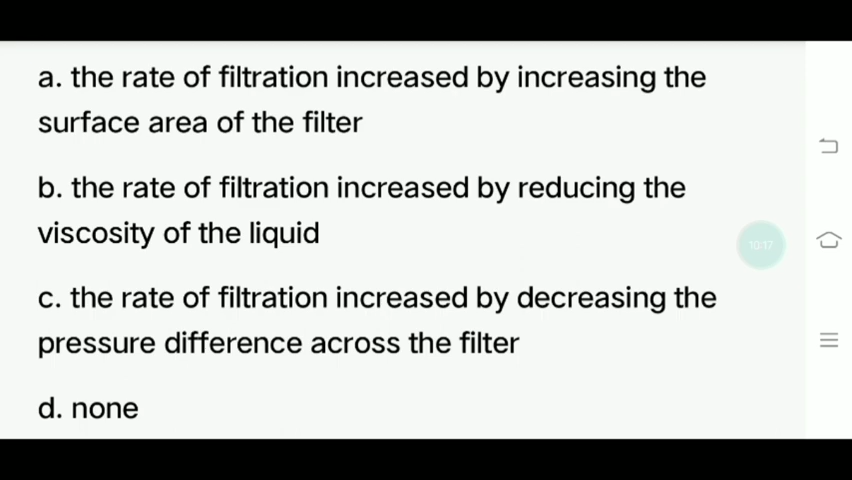 a. the rate of filtration increased by increasing the
surface area of the filter
b. the rate of filtration increased by reducing the
viscosity of the liquid
10:17
c. the rate of filtration increased by decreasing the
pressure difference across the filter
d. none